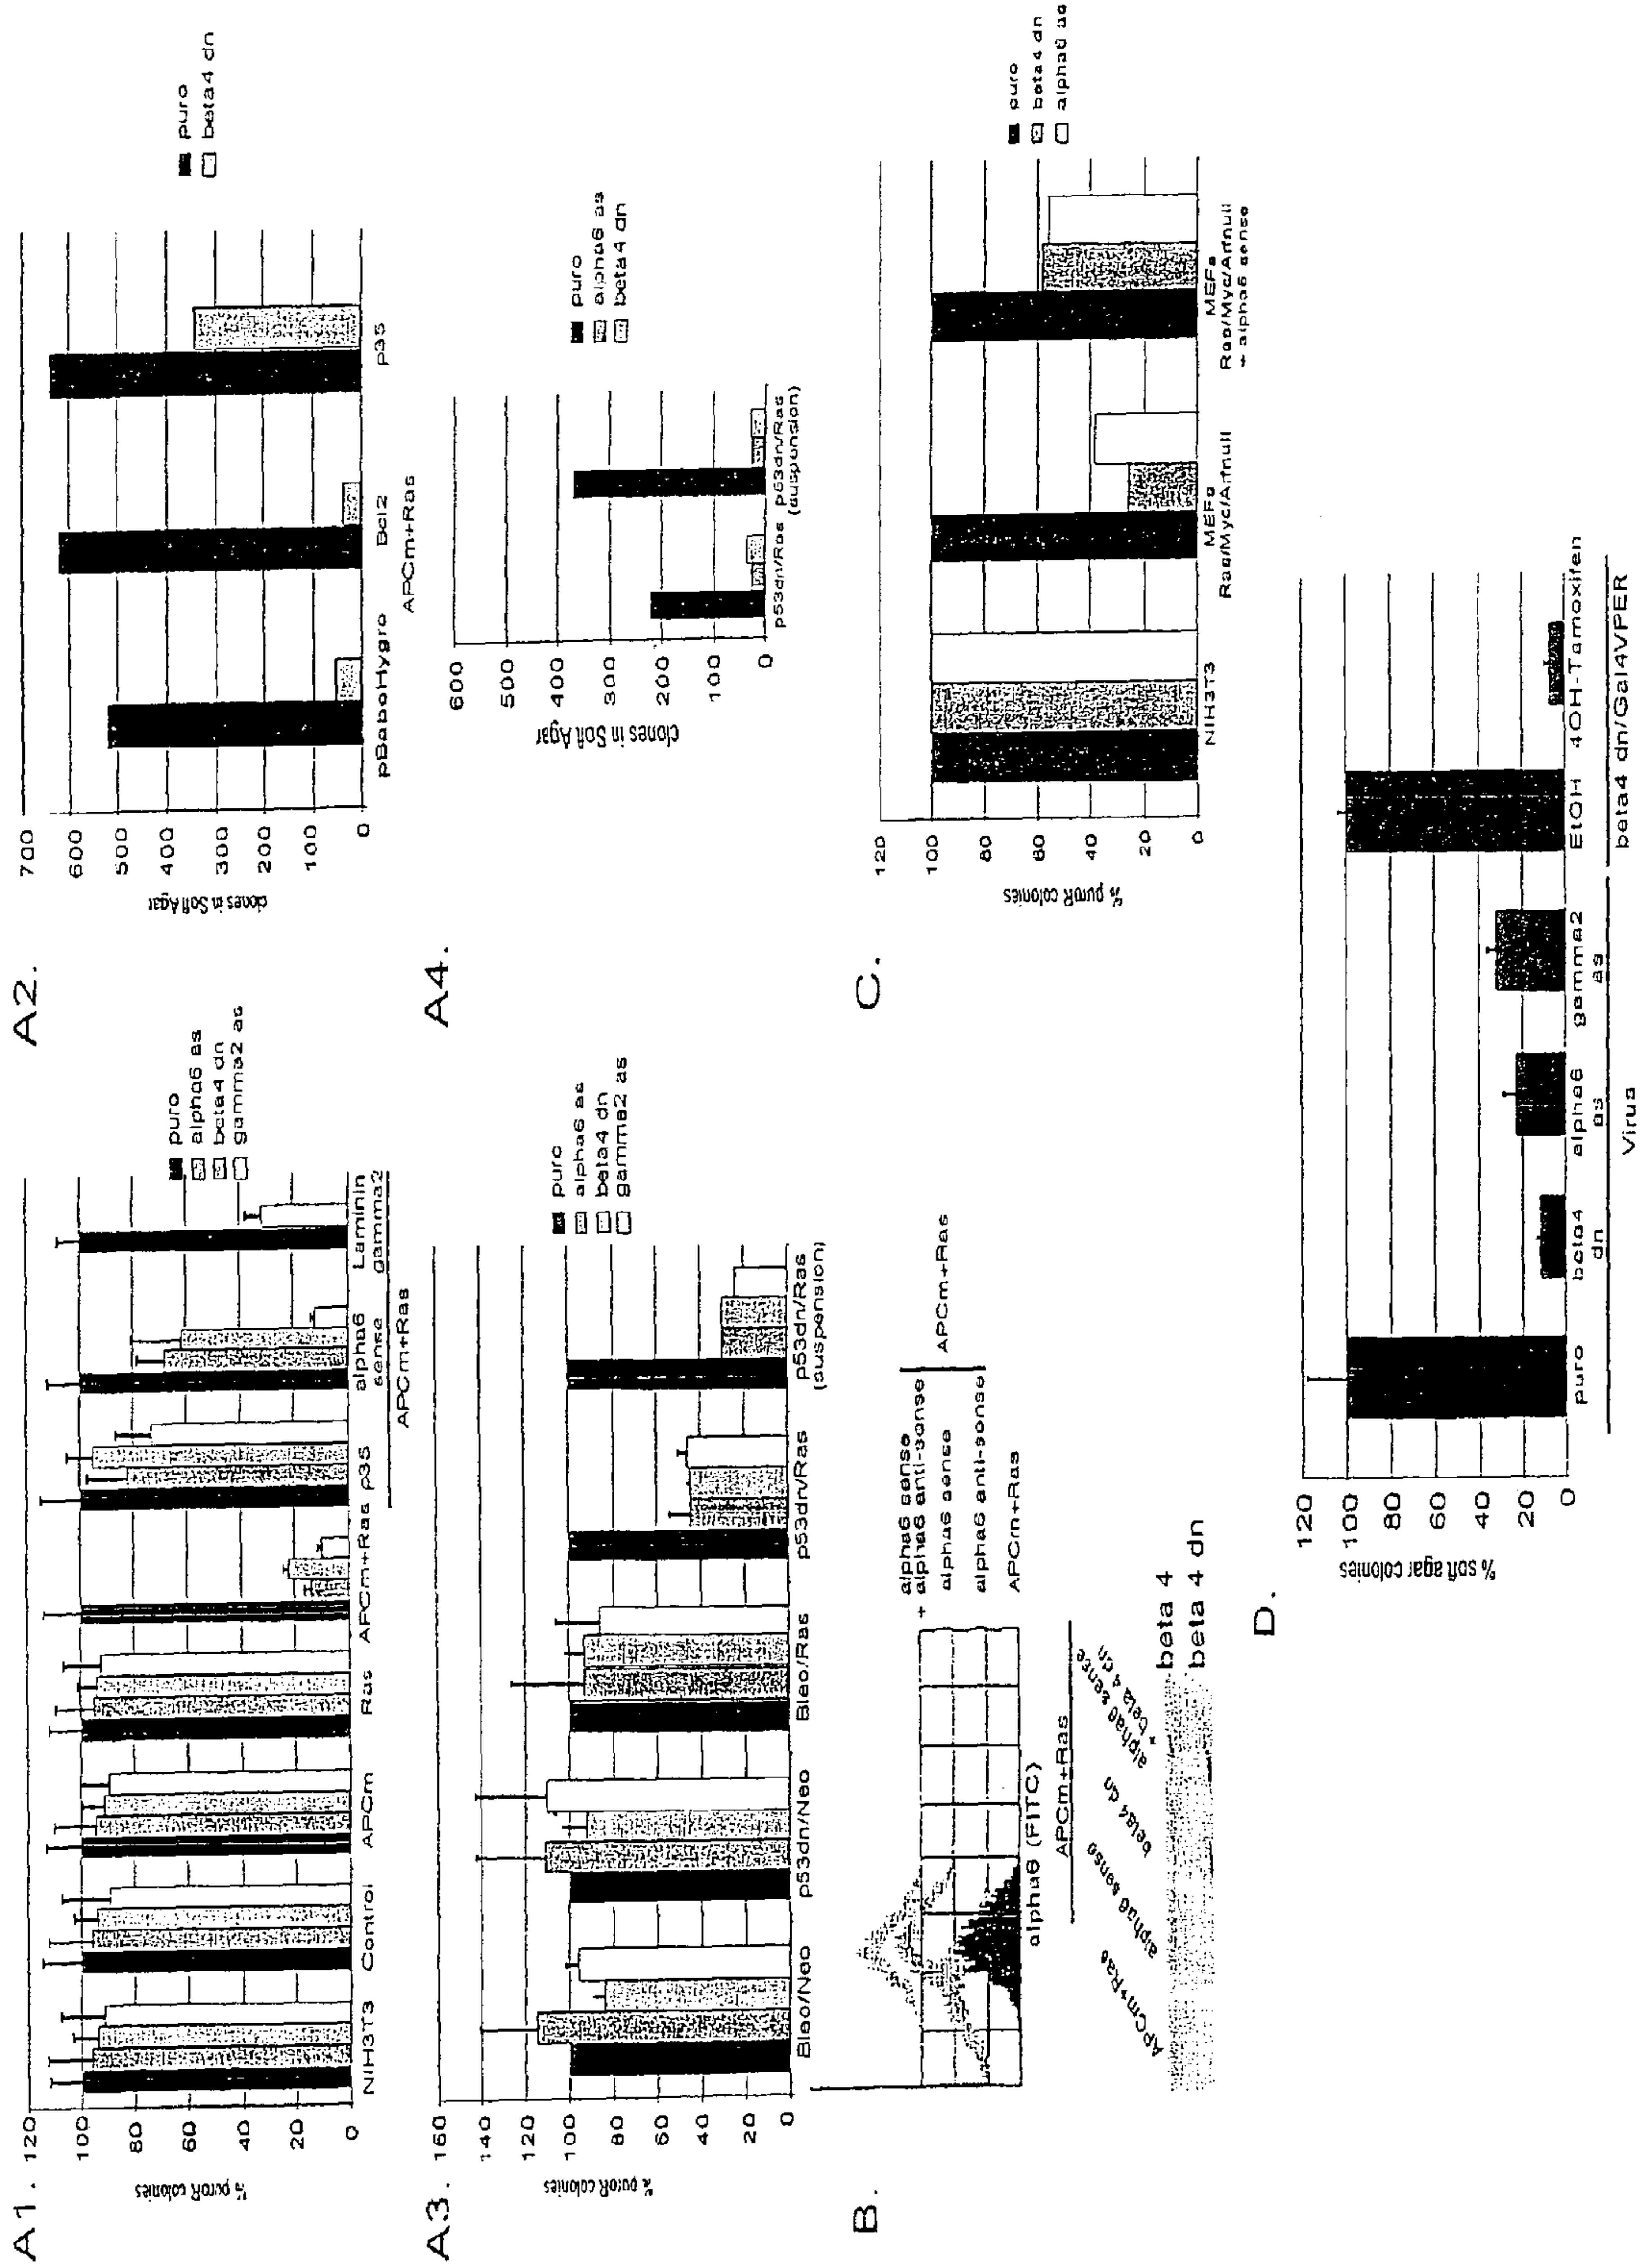 A1.
% puroR colonies
120
100
80
60
40
20
0
NIH3T3 Control APCm Ras APCm+Ras p35 alpha6 sense Laminin gamma2
APCm+Ras
puro
alpha6 as
beta4 dn
gamma2 as
A2.
clones in Soft Agar
700
600
500
400
300
200
100
0
pBaboHygro Bcl2 p35
APCm+Ras
puro
beta4 dn
A3.
% puroR colonies
160
140
120
100
80
60
40
20
0
Bleo/Neo p53dn/Neo Bleo/Ras p53dn/Ras p53dn/Ras
(suspension)
puro
alpha6 as
beta4 dn
gamma2 as
A4.
clones in Soft Agar
600
500
400
300
200
100
0
p53dn/Ras p53dn/Ras
(suspension)
puro
alpha6 as
beta4 dn
B.
alpha6 sense
+ alpha6 anti-sense
alpha6 sense
alpha6 anti-sense
APCm+Ras
APCm+Ras
alpha6 (FITC)
APCm+Ras
APCm+Ras
alpha6 sense
beta4 dn
alpha6 sense
+ beta 4 dn
beta 4
beta 4 dn
C.
% puroR colonies
120
100
80
60
40
20
0
NIH3T3
MEFs
Ras/Myc/Arfnull
MEFs
Ras/Myc/Arfnull
+ alpha6 sense
puro
beta4 dn
alpha6 as
D.
% soft agar colonies
120
100
80
60
40
20
0
puro beta4 dn alpha6 as gamma2 as EtOH 4OH-Tamoxifen
Virus beta4 dn/Gal4VPER